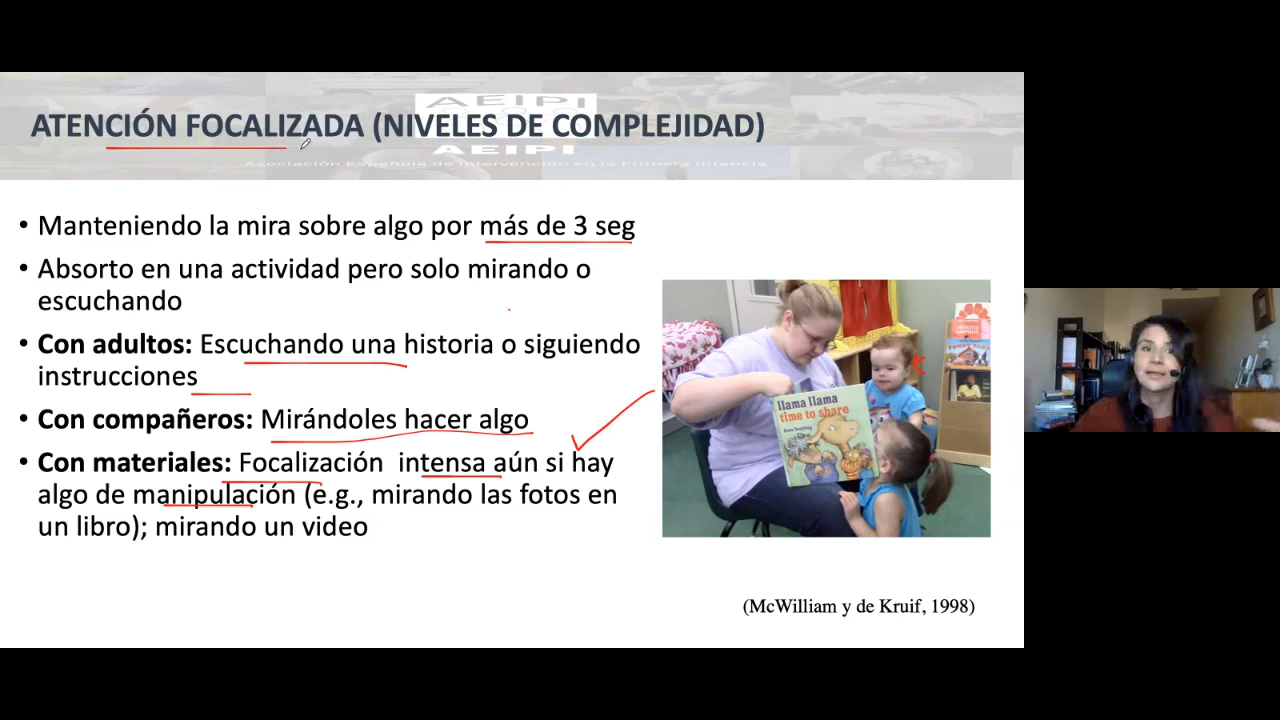 AEIPI
ATENCIÓN FOCALIZADA (NIVELES DE COMPLEJIDAD)
AEIPI
Asociación Española de Intervención en la Primera Infancia
• Manteniendo la mira sobre algo por más de 3 seg
• Absorto en una actividad pero solo mirando o
escuchando
• Con adultos: Escuchando una historia o siguiendo
instrucciones
• Con compañeros: Mirándoles hacer algo
• Con materiales: Focalización intensa aún si hay
algo de manipulación (e.g., mirando las fotos en
un libro); mirando un video
llama llama
time to share
(McWilliam y de Kruif, 1998)